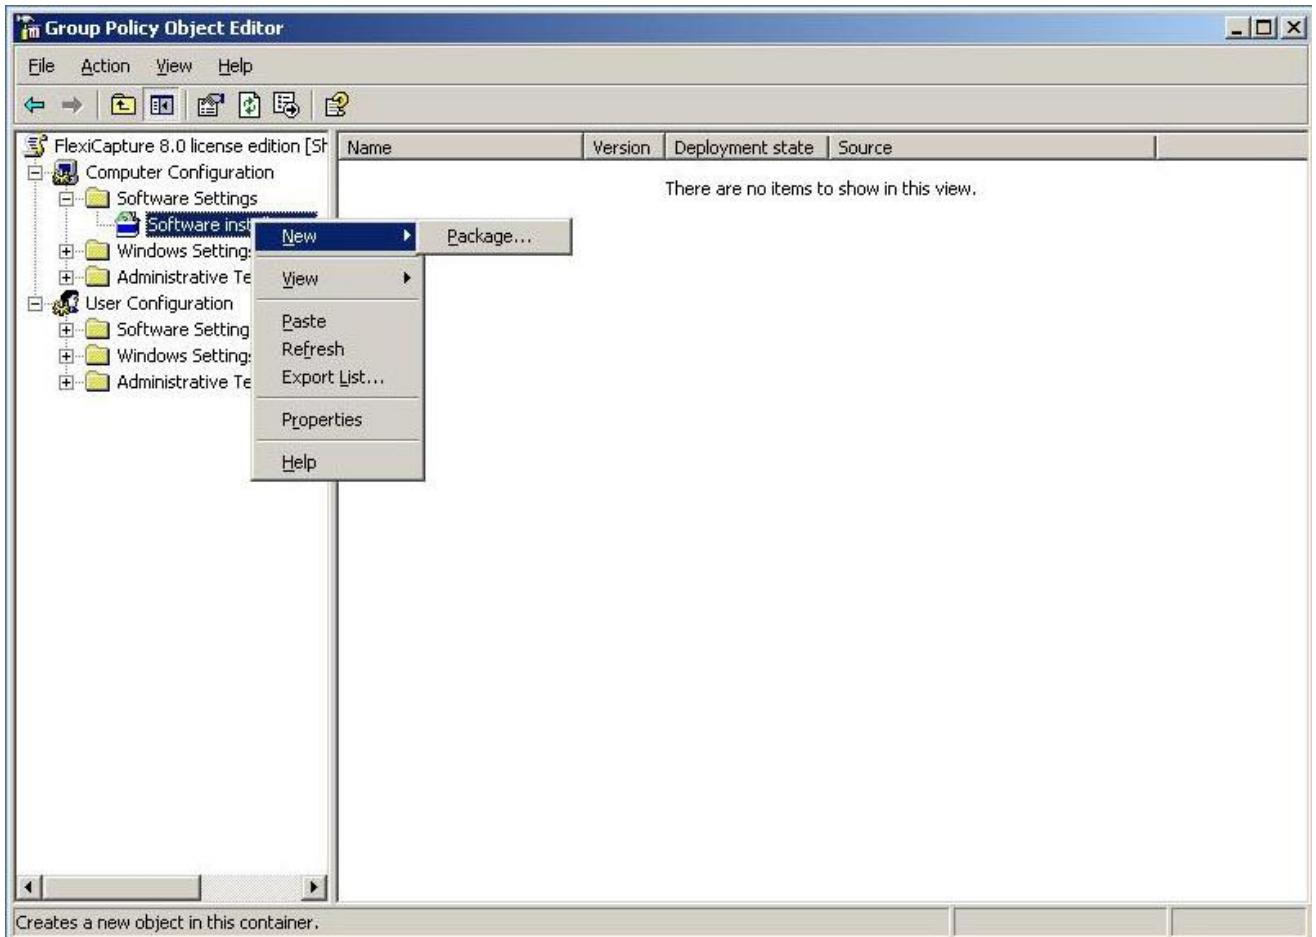 Group Policy Object Editor
File Action View Help
FlexiCapture 8.0 license edition [Sh
Name Version Deployment state Source
Computer Configuration
There are no items to show in this view.
Software Settings
Software inst
New Package...
Windows Setting
Administrative Te
View
User Configuration
Software Setting
Paste
Windows Setting
Refresh
Administrative Te
Export List...
Properties
Help
Creates a new object in this container.